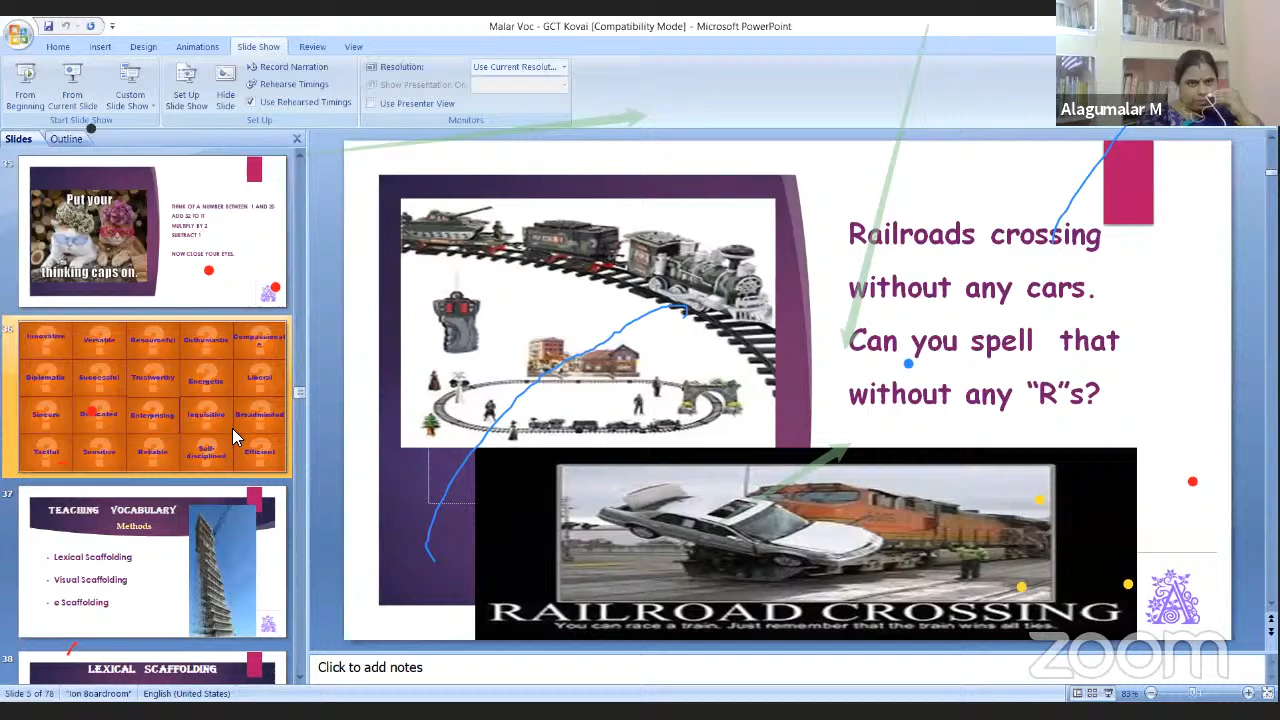 Malar Voc - GCT Kovai [Compatibility Mode] - Microsoft PowerPoint
Home Insert Design Animations Slide Show Review View
From Beginning
From Current Slide
Custom Slide Show
Start Slide Show
Set Up Slide Show
Hide Slide
Record Narration
Rehearse Timings
Use Rehearsed Timings
Set Up
Resolution: Use Current Resolut...
Show Presentation On:
Use Presenter View
Monitors
Alagumalar M
Slides Outline
35
Put your
thinking caps on.
THINK OF A NUMBER BETWEEN 1 AND 20
ADD 32 TO IT
MULTIPLY BY 2
SUBTRACT 1
NOW CLOSE YOUR EYES.
36
Innovative Versatile Resourceful Enthusiastic Compassionate
Diplomatic Successful Trustworthy Energetic Liberal
Sincere Dedicated Enterprising Inquisitive Broadminded
Tactful Sensitive Reliable Self-disciplined Efficient
37
TEACHING VOCABULARY
Methods
- Lexical Scaffolding
- Visual Scaffolding
- e Scaffolding
38
LEXICAL SCAFFOLDING
Railroads crossing
without any cars.
Can you spell that
without any “R”s?
RAILROAD CROSSING
You can race a train. Just remember that the train wins all ties.
A
zoom
Click to add notes
Slide 5 of 78 "Ion Boardroom" English (United States) 83%